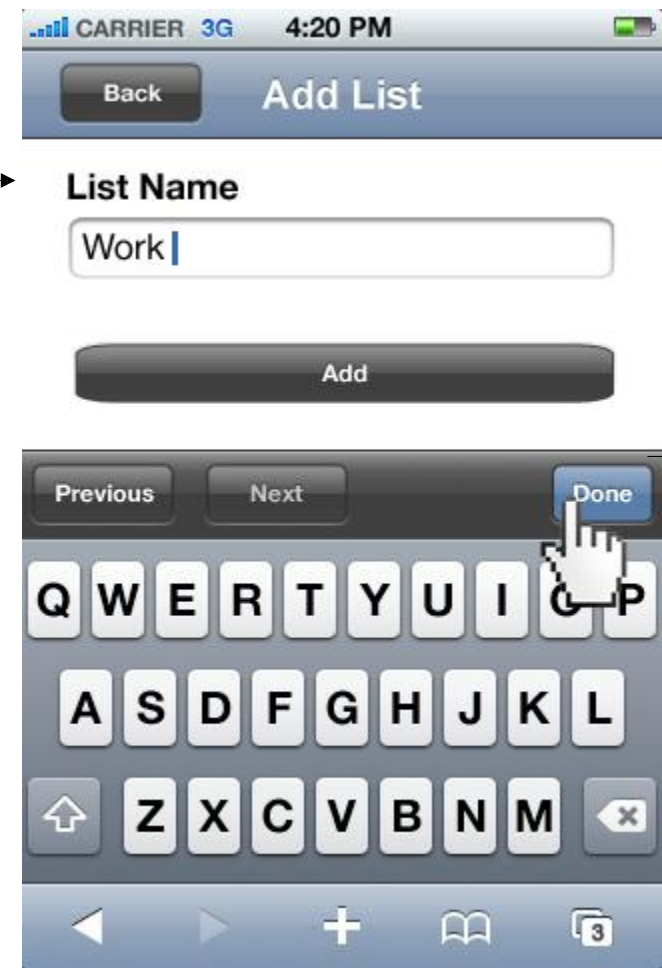 CARRIER 3G 4:20 PM
Back Add List
List Name
Work
Add
Previous Next Done
Q W E R T Y U I O P
A S D F G H J K L
Z X C V B N M
3